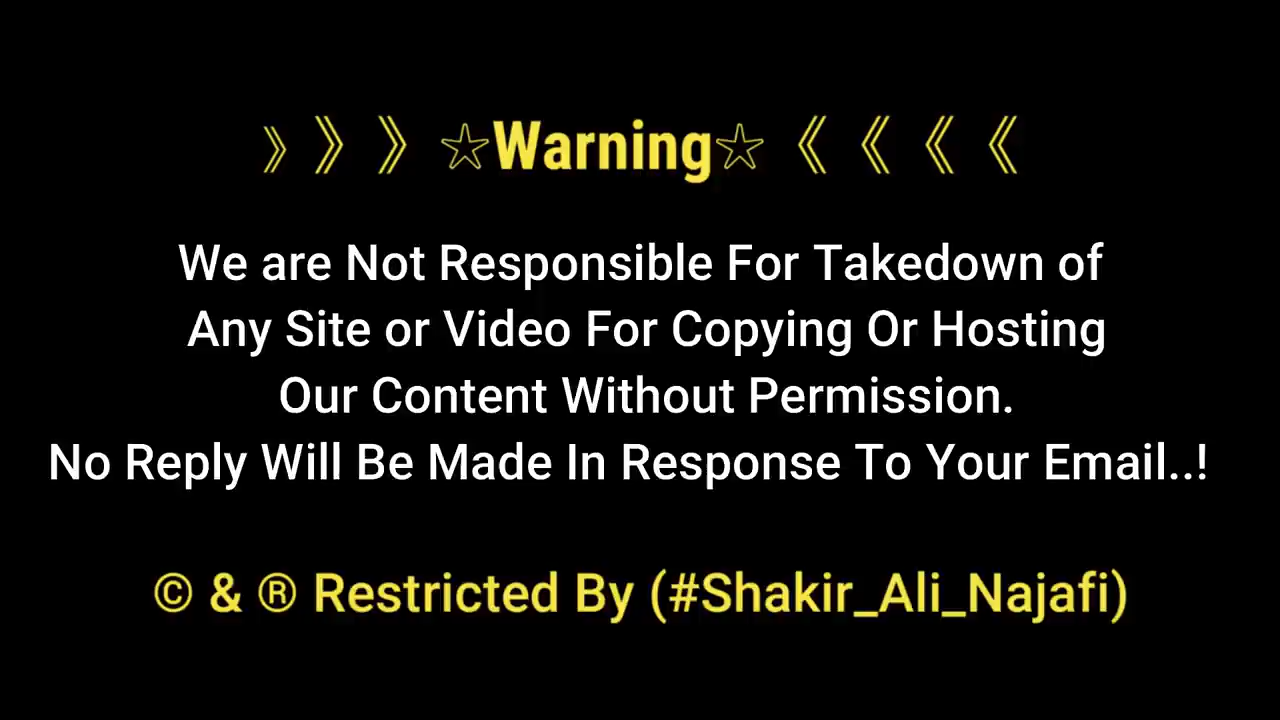 》 》 》 ☆Warning☆ 《 《 《 《
We are Not Responsible For Takedown of
Any Site or Video For Copying Or Hosting
Our Content Without Permission.
No Reply Will Be Made In Response To Your Email..!
© & ® Restricted By (#Shakir_Ali_Najafi)